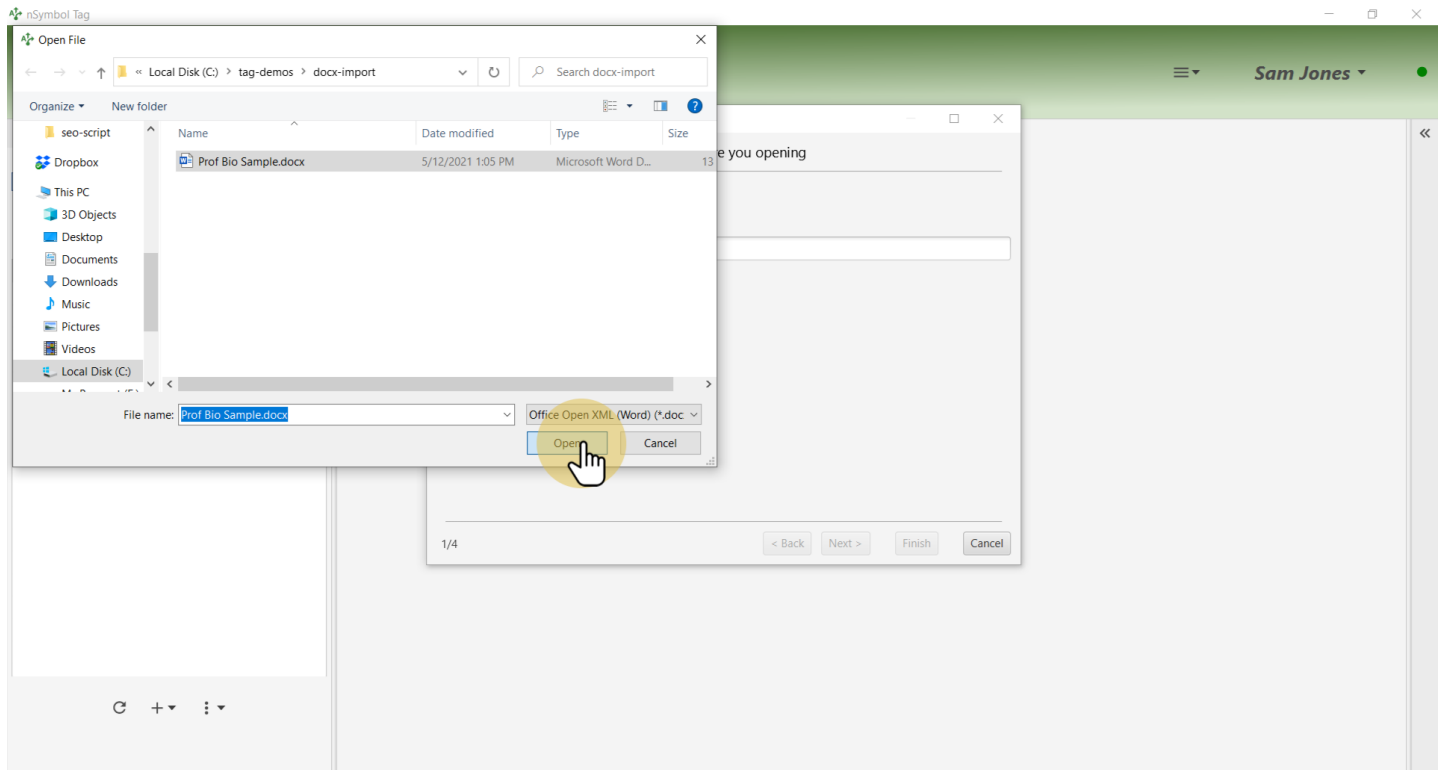 nSymbol Tag
Open File
« Local Disk (C:) > tag-demos > docx-import
Search docx-import
Sam Jones
Organize
New folder
Name Date modified Type Size
Prof Bio Sample.docx 5/12/2021 1:05 PM Microsoft Word D... 13
seo-script
Dropbox
This PC
3D Objects
Desktop
Documents
Downloads
Music
Pictures
Videos
Local Disk (C:)
e you opening
File name: Prof Bio Sample.docx
Office Open XML (Word) (*.doc
Open Cancel
1/4
< Back Next > Finish Cancel